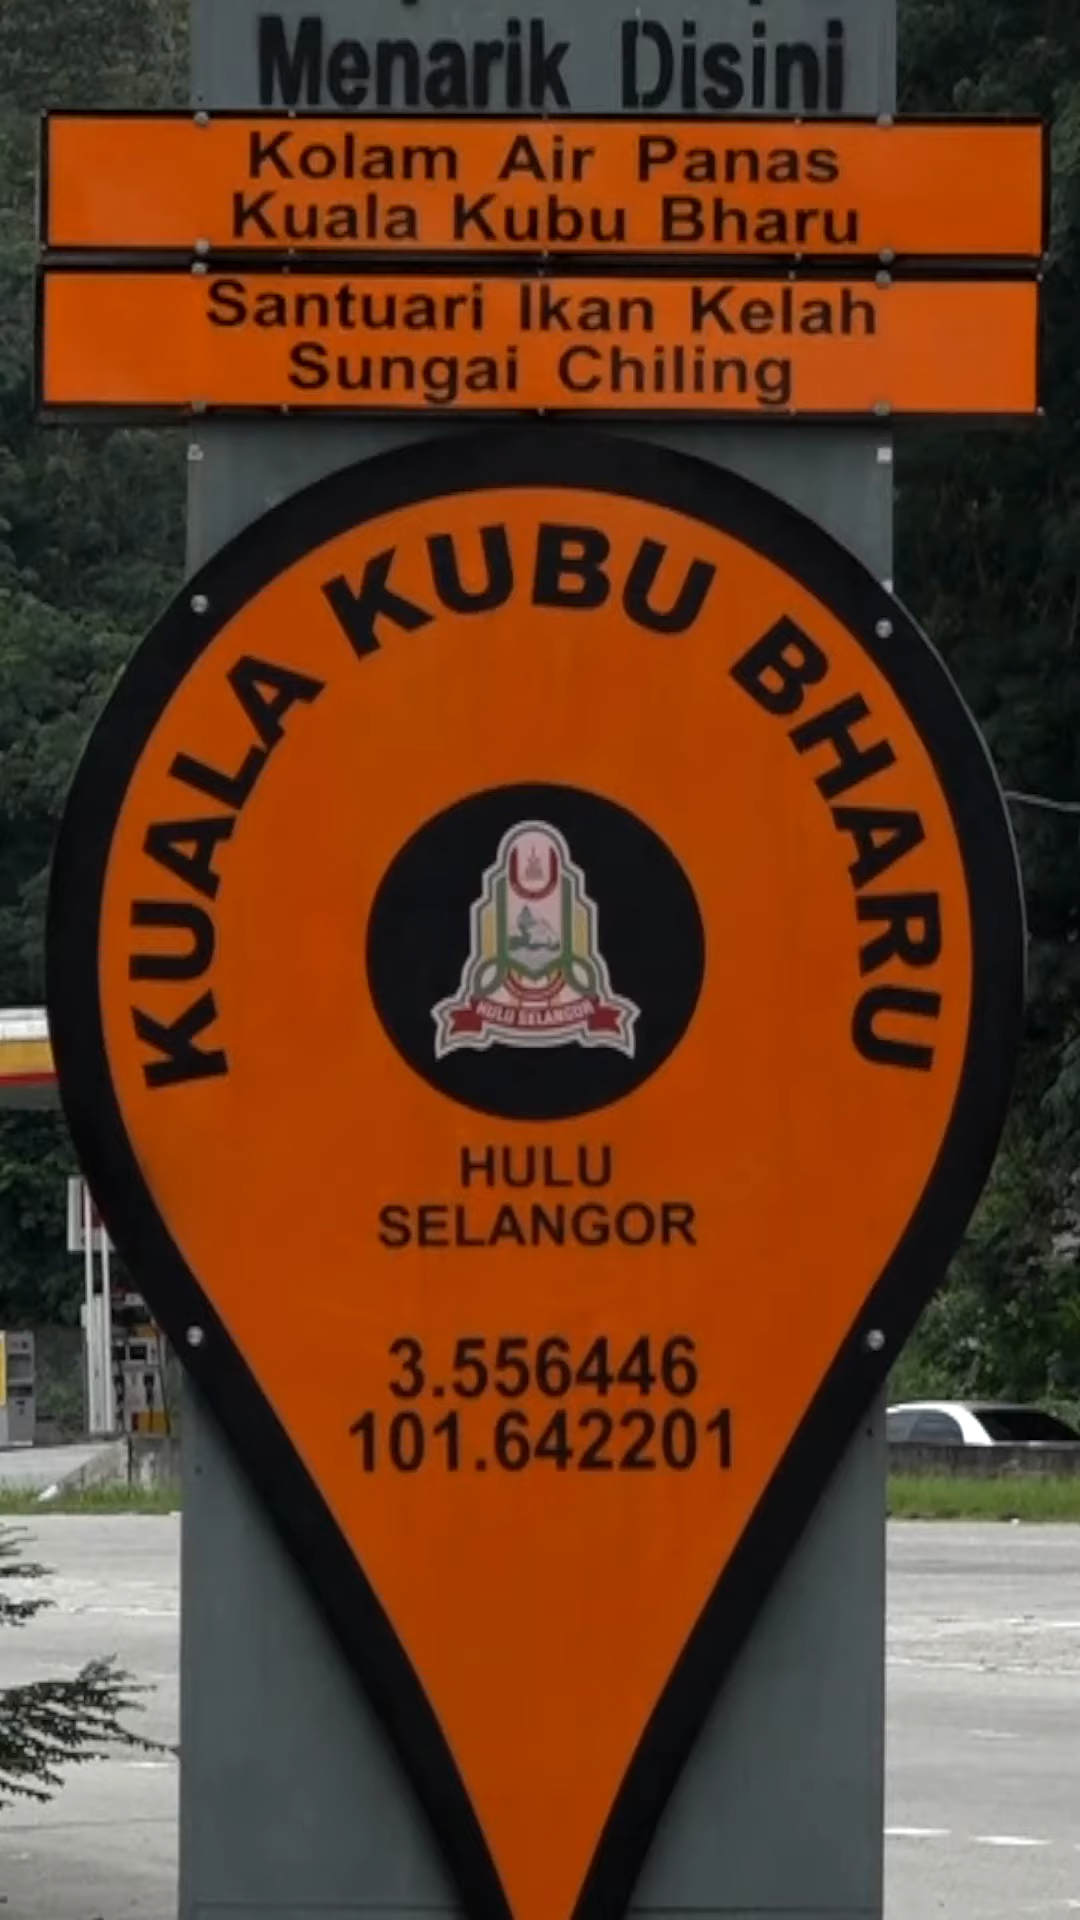 Menarik Disini
Kolam Air Panas
Kuala Kubu Bharu
Santuari Ikan Kelah
Sungai Chiling
KUALA KUBU BHARU
HULU SELANGOR
HULU
SELANGOR
3.556446
101.642201